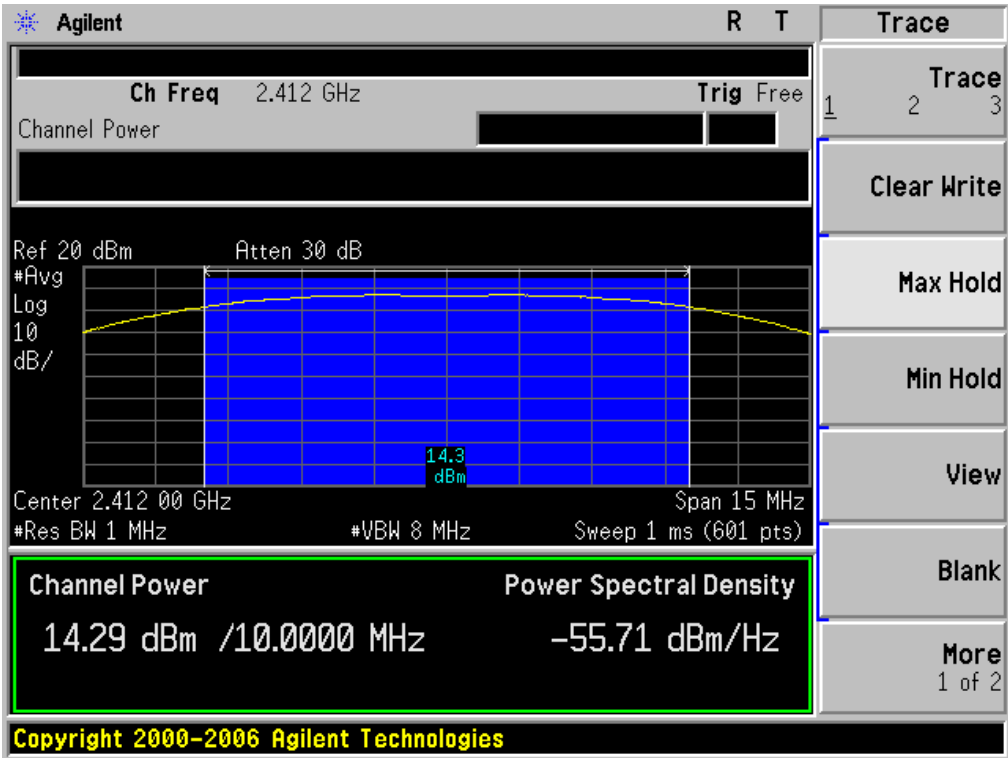 Agilent R T Trace
Ch Freq 2.412 GHz Trig Free
Channel Power
Trace
1 2 3
Clear Write
Max Hold
Min Hold
View
Blank
More
1 of 2
Ref 20 dBm Atten 30 dB
#Avg
Log
10
dB/
14.3
dBm
Center 2.412 00 GHz Span 15 MHz
#Res BW 1 MHz #VBW 8 MHz Sweep 1 ms (601 pts)
Channel Power Power Spectral Density
14.29 dBm /10.0000 MHz -55.71 dBm/Hz
Copyright 2000-2006 Agilent Technologies